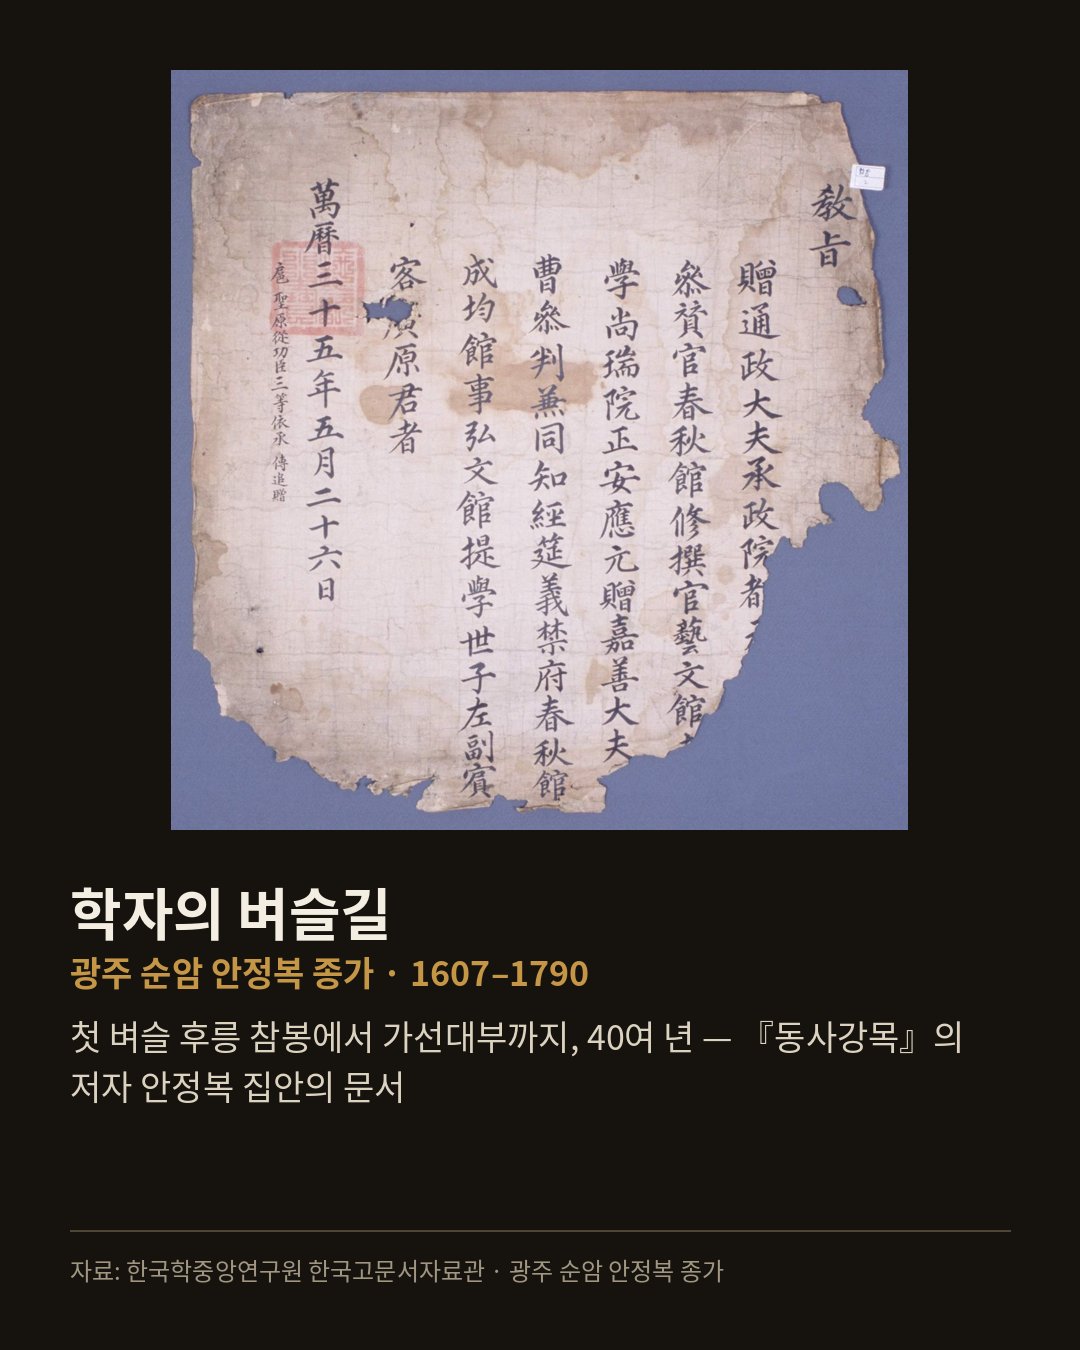 教旨
贈通政大夫承政院都承
叅賛官春秋館修撰官藝文館
學尚瑞院正安應元贈嘉善大夫
曹叅判兼同知經筵義禁府春秋館
成均館事弘文館提學世子左副賓
客廣原君者
萬曆三十五年五月二十六日
扈聖原從功臣三等依承傳追贈
학자의 벼슬길
광주 순암 안정복 종가 · 1607–1790
첫 벼슬 후릉 참봉에서 가선대부까지, 40여 년 — 『동사강목』의
저자 안정복 집안의 문서
자료: 한국학중앙연구원 한국고문서자료관 · 광주 순암 안정복 종가